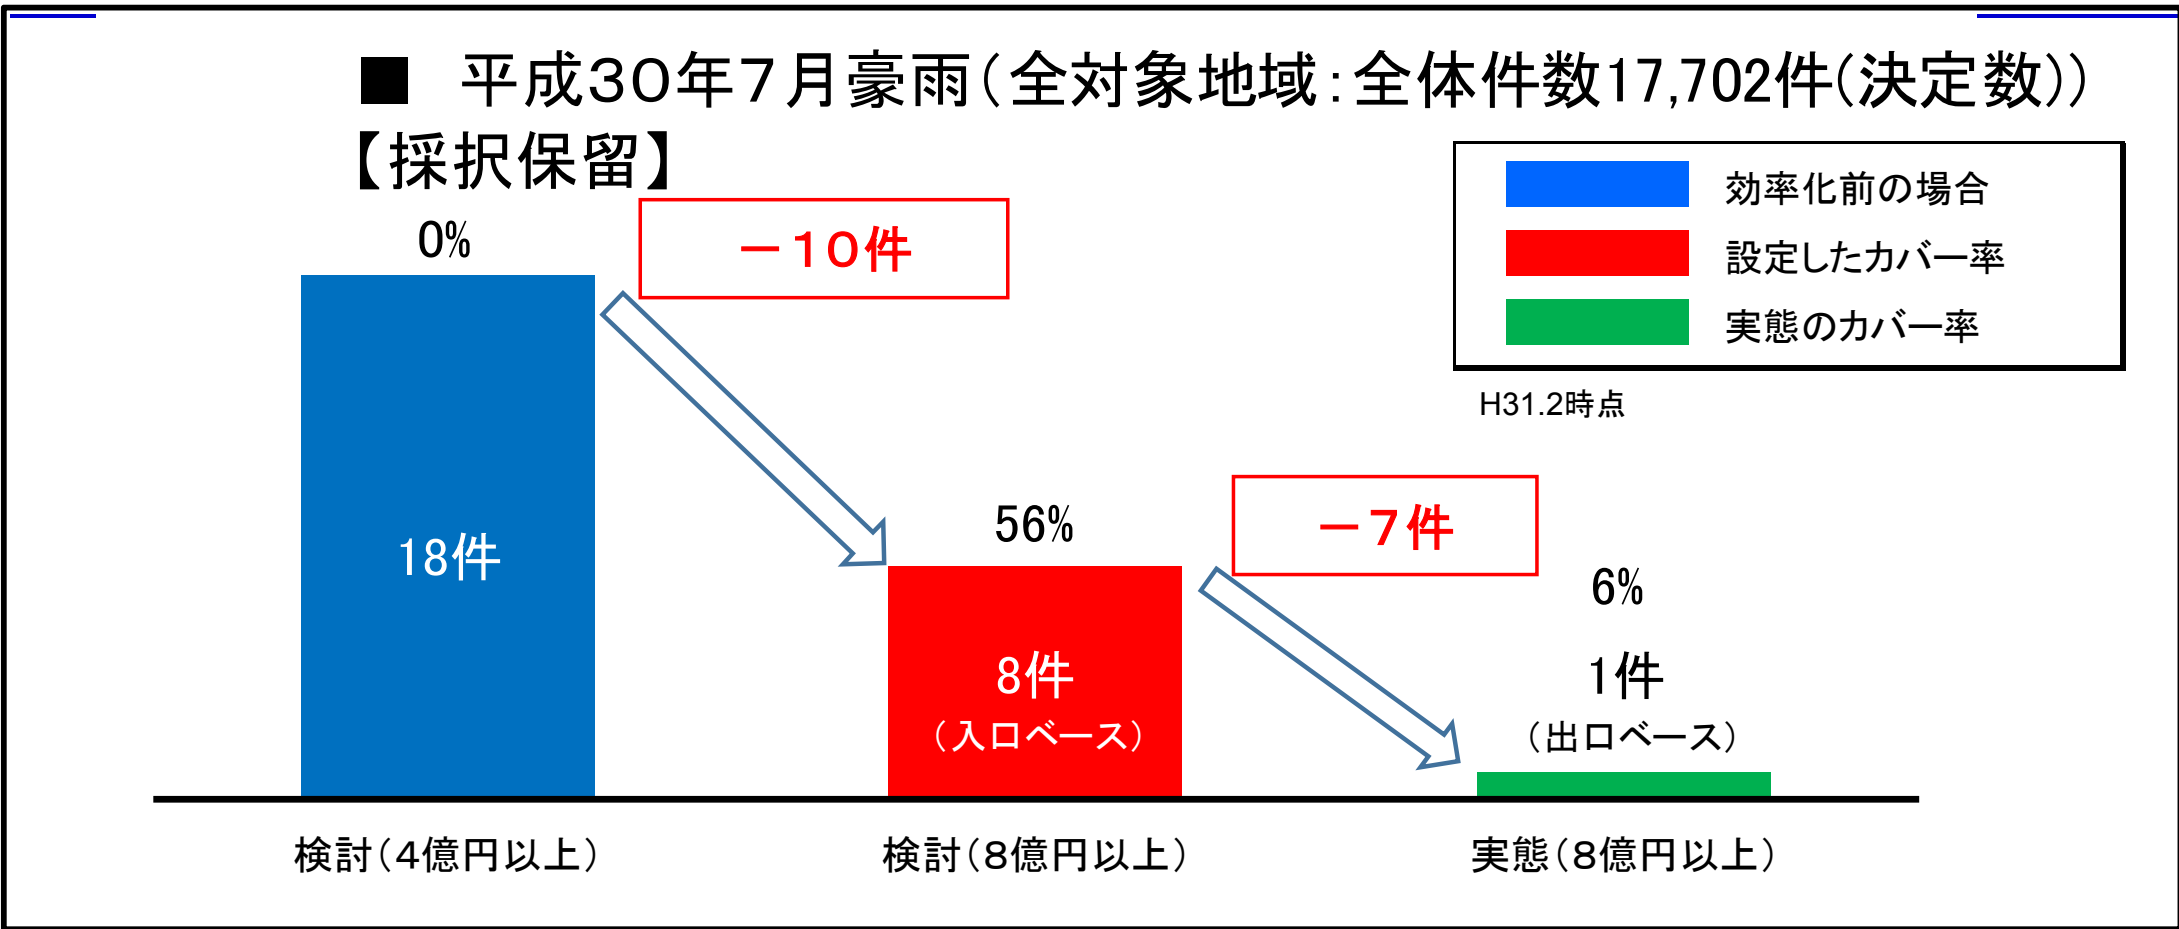 ■　平成３０年７月豪雨（全対象地域：全体件数17,702件(決定数)）
【採択保留】
効率化前の場合
設定したカバー率
実態のカバー率
H31.2時点
0%
－１０件
18件
56%
－７件
8件
（入口ベース）
6%
1件
（出口ベース）
検討（4億円以上）
検討（8億円以上）
実態（8億円以上）